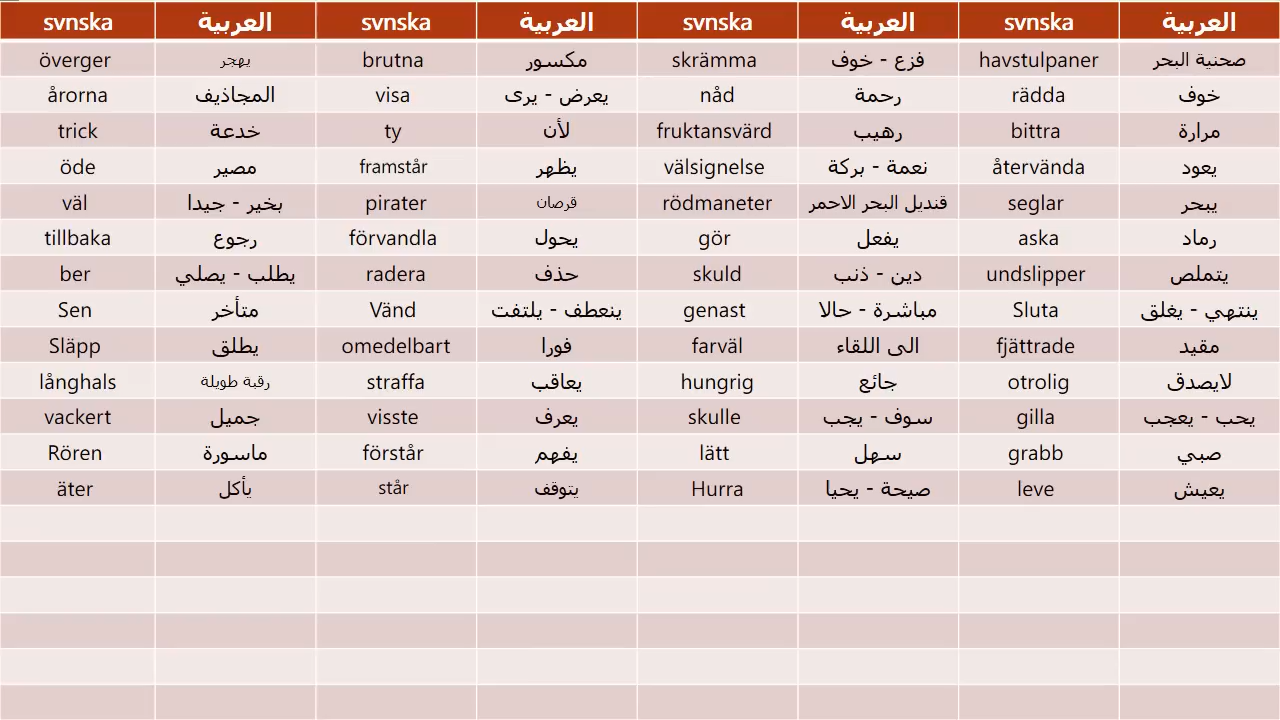 svnska العربية svnska العربية svnska العربية svnska العربية
överger يهجر brutna مكسور skrämma فزع - خوف havstulpaner صحنية البحر
årorna المجاذيف visa يعرض - يرى nåd رحمة rädda خوف
trick خدعة ty لأن fruktansvärd رهيب bittra مرارة
öde مصير framstår يظهر välsignelse نعمة - بركة återvända يعود
väl بخير - جيدا pirater قرصان rödmaneter قنديل البحر الاحمر seglar يبحر
tillbaka رجوع förvandla يحول gör يفعل aska رماد
ber يطلب - يصلي radera حذف skuld دين - ذنب undslipper يتملص
Sen متأخر Vänd ينعطف - يلتفت genast مباشرة - حالا Sluta ينتهي - يغلق
Släpp يطلق omedelbart فورا farväl الى اللقاء fjättrade مقيد
långhals رقبة طويلة straffa يعاقب hungrig جائع otrolig لايصدق
vackert جميل visste يعرف skulle سوف - يجب gilla يحب - يعجب
Rören ماسورة förstår يفهم lätt سهل grabb صبي
äter يأكل står يتوقف Hurra صيحة - يحيا leve يعيش